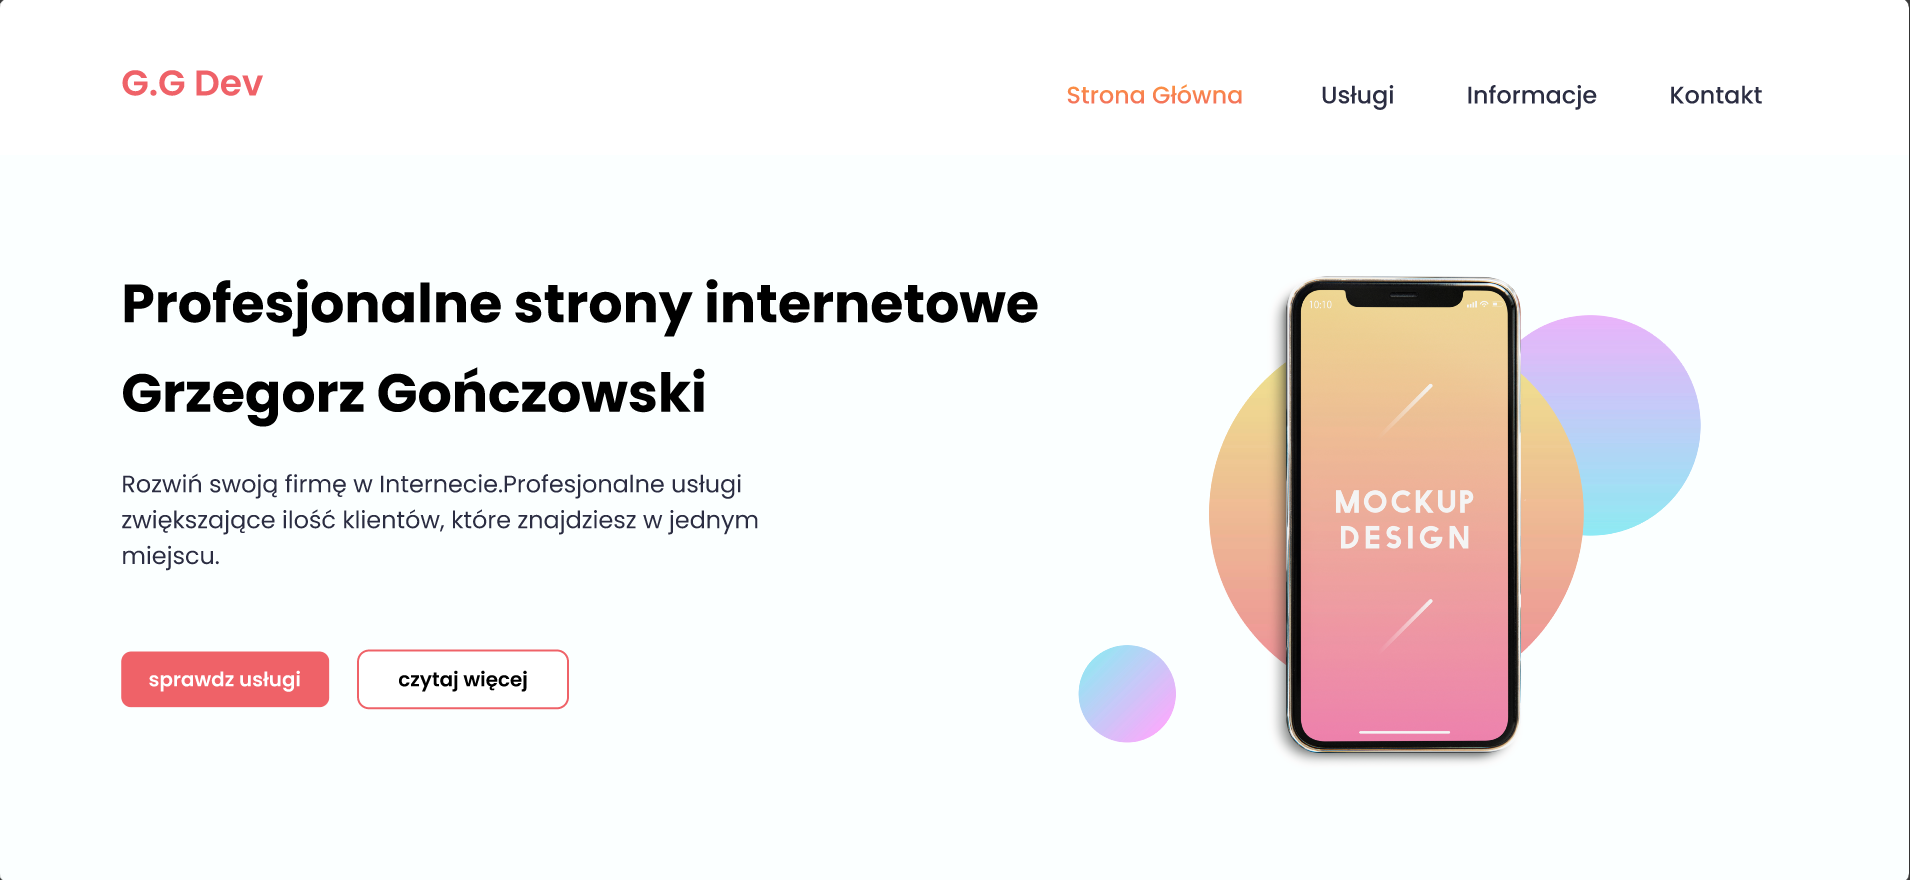 G.G Dev
Strona Główna
Usługi
Informacje
Kontakt
Profesjonalne strony internetowe
Grzegorz Gończowski
Rozwiń swoją firmę w Internecie.Profesjonalne usługi
zwiększające ilość klientów, które znajdziesz w jednym
miejscu.
sprawdz usługi
czytaj więcej
10:10
MOCKUP
DESIGN